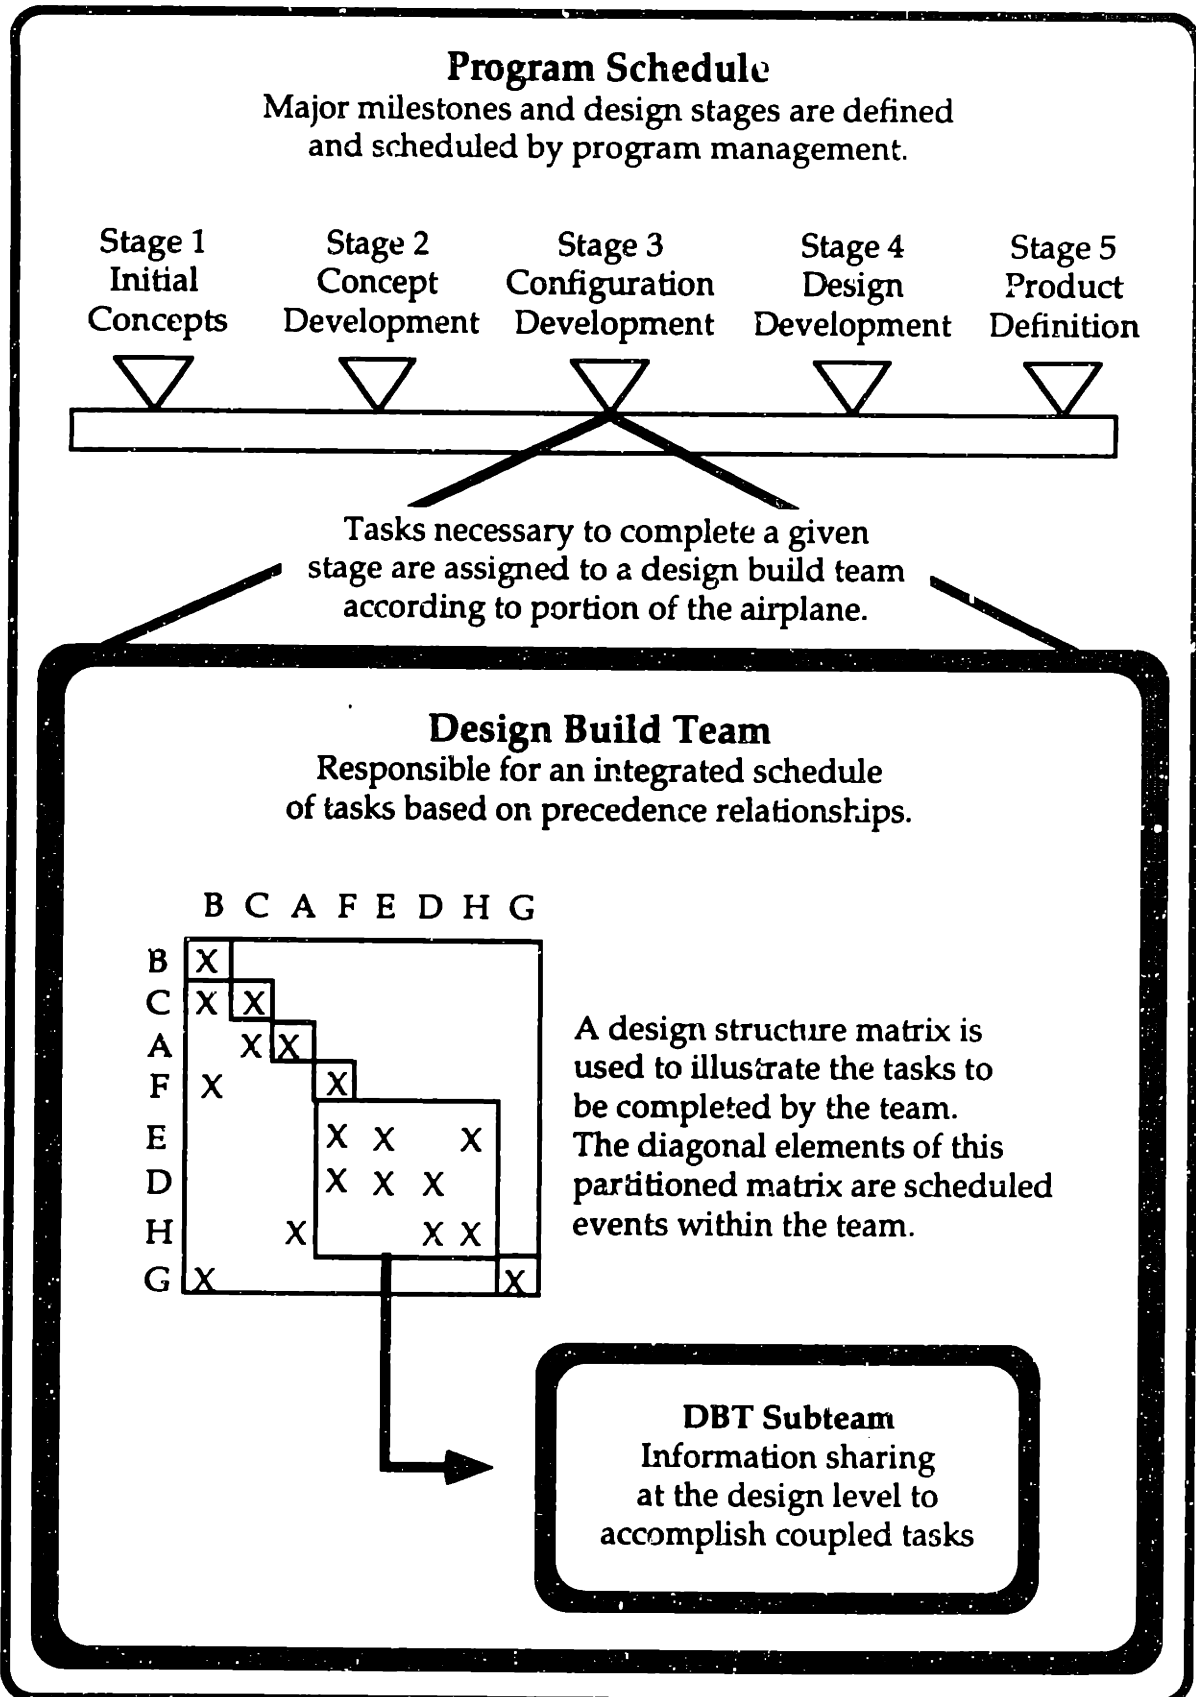 Program Schedule
Major milestones and design stages are defined
and scheduled by program management.
Stage 1
Initial
Concepts
Stage 2
Concept
Development
Stage 3
Configuration
Development
Stage 4
Design
Development
Stage 5
Product
Definition
Tasks necessary to complete a given
stage are assigned to a design build team
according to portion of the airplane.
Design Build Team
Responsible for an integrated schedule
of tasks based on precedence relationships.
B C A F E D H G
B X
C X X
A X X
F X X
E X X X
D X X X
H X X X
G X X
A design structure matrix is
used to illustrate the tasks to
be completed by the team.
The diagonal elements of this
partitioned matrix are scheduled
events within the team.
DBT Subteam
Information sharing
at the design level to
accomplish coupled tasks